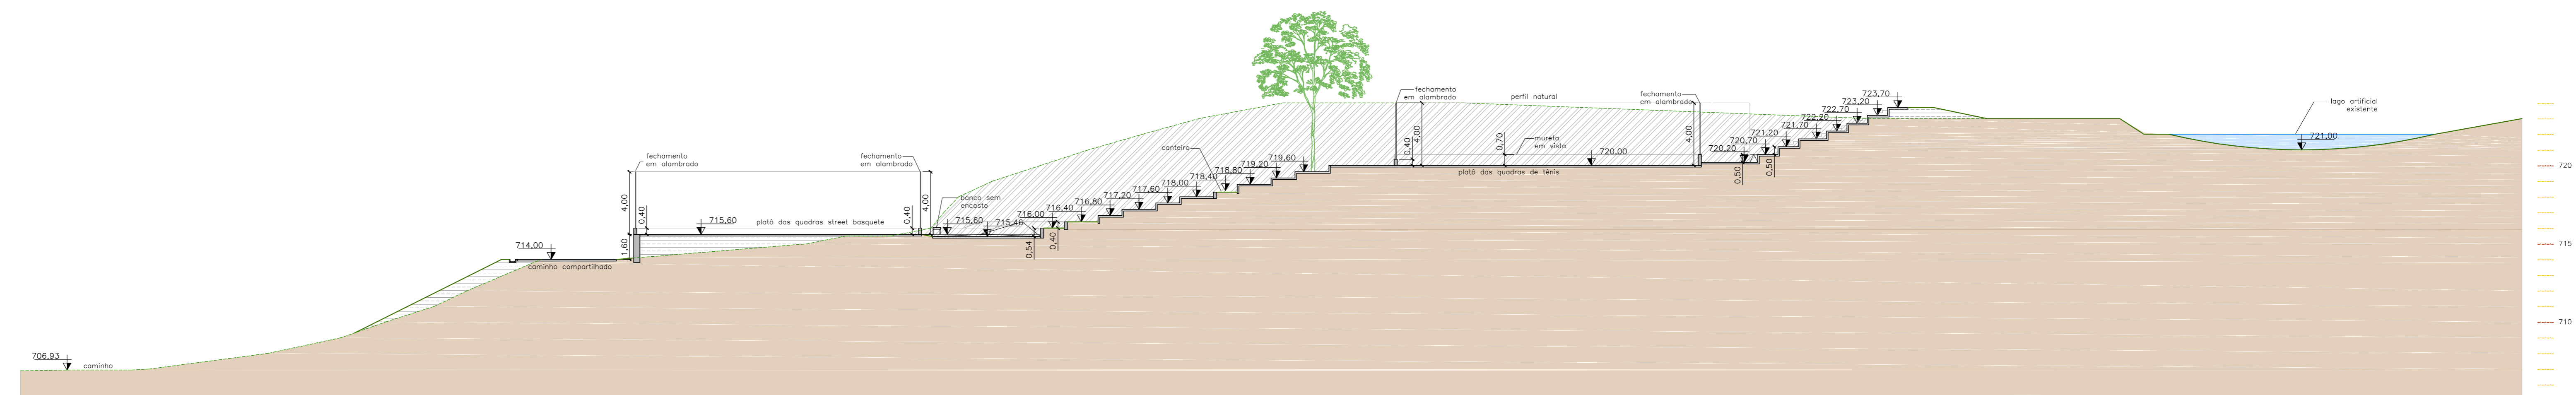 706,93
caminho
714,00
caminho compartilhado
1,60
4,00
0,40
fechamento
em alambrado
715,60
platô das quadras street basquete
fechamento
em alambrado
0,40
4,00
banco sem
encosto
715,60
715,46
0,54
0,40
716,00
716,40
716,80
717,20
717,60
718,00
canteiro
718,40
718,80
719,20
719,60
fechamento
em alambrado
0,40
4,00
perfil natural
0,70
mureta
em vista
720,00
platô das quadras de tênis
fechamento
em alambrado
4,00
720,20
0,50
720,70
0,50
721,20
721,70
722,20
722,70
723,20
723,70
lago artificial
existente
721,00
720
715
710